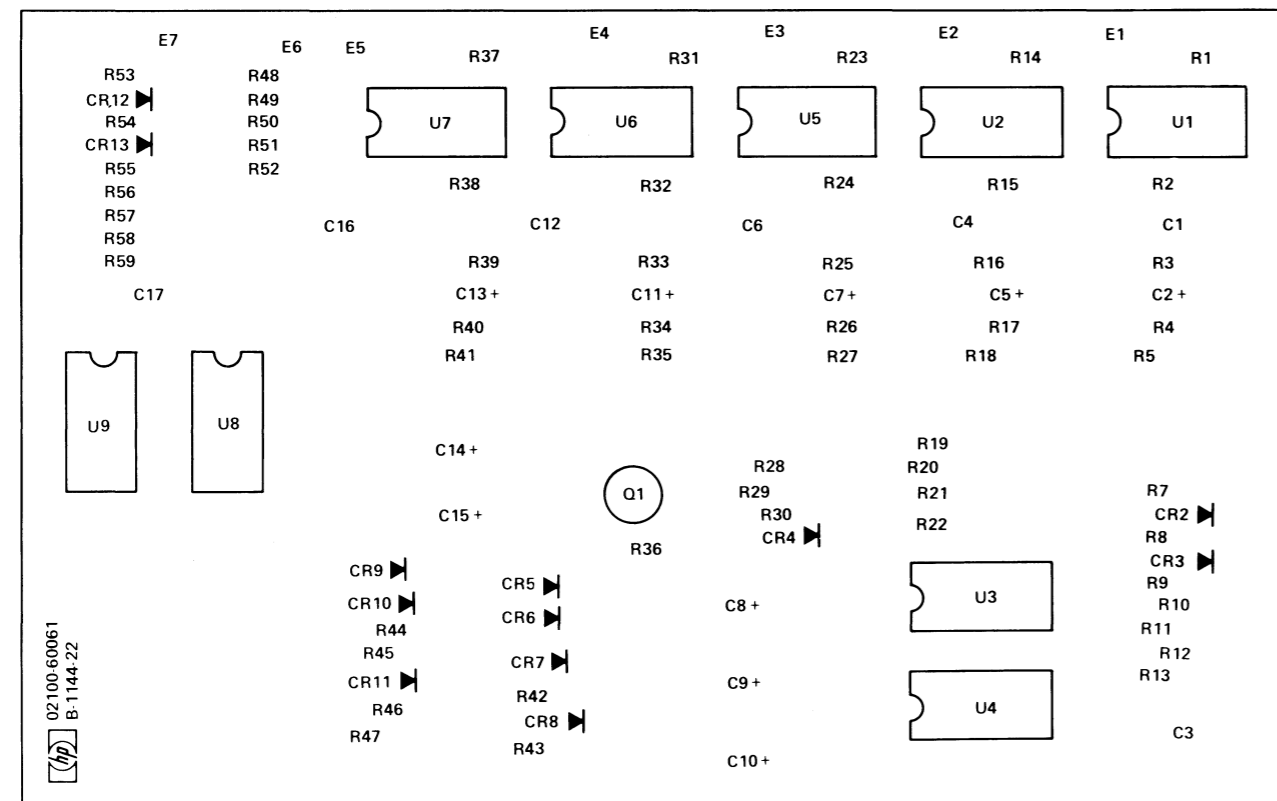 E7 E6 E5 E4 E3 E2 E1
R53 R48 R37 R31 R23 R14 R1
CR12 R49
R54 R50 U7 U6 U5 U2 U1
CR13 R51
R55 R52
R56 R38 R32 R24 R15 R2
R57 C16 C12 C6 C4 C1
R58
R59 R39 R33 R25 R16 R3
C17 C13+ C11+ C7+ C5+ C2+
R40 R34 R26 R17 R4
R41 R35 R27 R18 R5
U9 U8
C14+ R19
R28 R20
Q1 R29 R21 R7
C15+ R30 R22 CR2
R36 CR4 R8
CR9 CR3
CR5 R9
CR10 CR6 C8+ U3 R10
R44 R11
R45 CR7 R12
CR11 C9+ R13
R46 R42 U4
R47 CR8 C3
R43 C10+
02100-60061
B-1144-22
hp